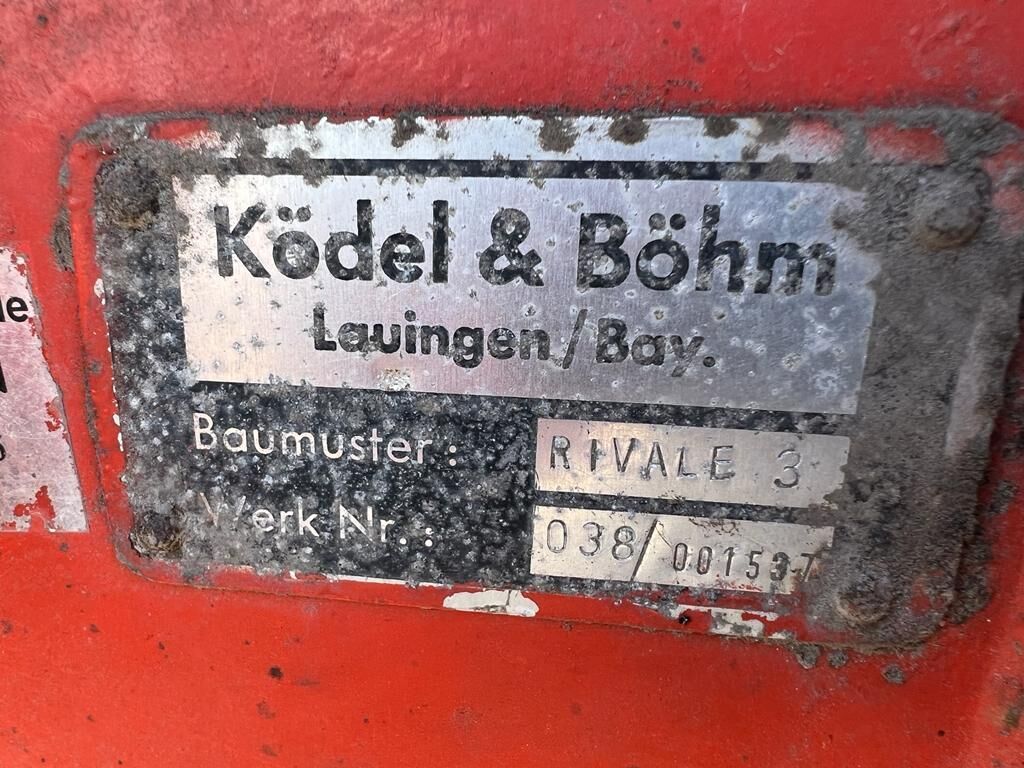 Ködel & Böhm
Lauingen/Bay.
Baumuster: RIVALE 3
Werk Nr.: 038/001537